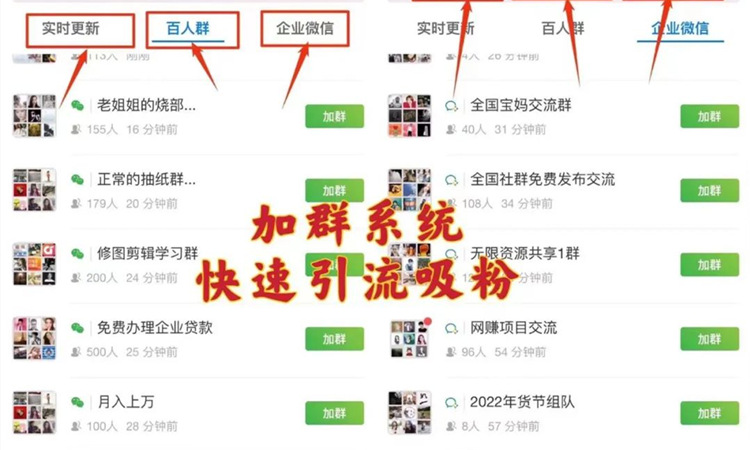 实时更新
百人群
企业微信
113人 刚刚
老姐姐的烧部...
155人 16 分钟前
加群
正常的抽纸群...
179人 20 分钟前
加群
修图剪辑学习群
200人 24 分钟前
加群
免费办理企业贷款
500人 25 分钟前
加群
月入上万
100人 28 分钟前
加群
实时更新
百人群
企业微信
4人 26 分钟前
全国宝妈交流群
40人 31 分钟前
加群
全国社群免费发布交流
108人 34 分钟前
加群
无限资源共享1群
加群
网赚项目交流
96人 54 分钟前
加群
2022年货节组队
8人 57 分钟前
加群
加群系统
快速引流吸粉